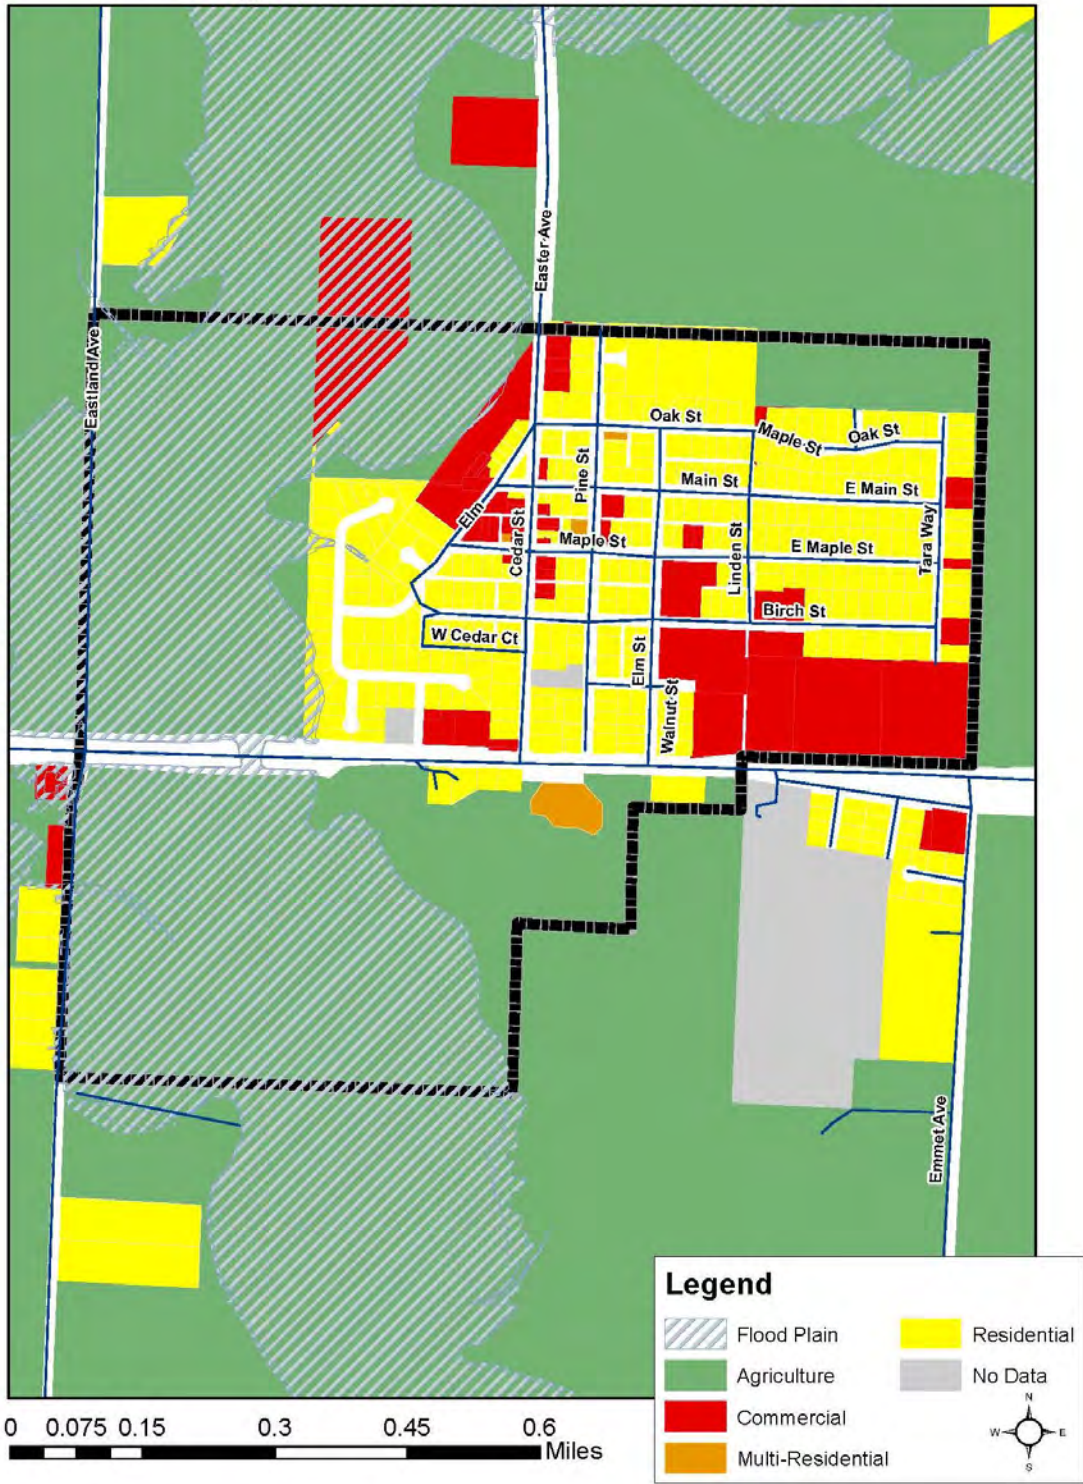 Easter Ave
Eastland Ave
Oak St
Maple St
Oak St
Pine St
Main St
E Main St
Elm
Cedar St
Maple St
Linden St
E Maple St
Tara Way
Birch St
W Cedar Ct
Elm St
Walnut St
Emmet Ave
Legend
Flood Plain
Residential
Agriculture
No Data
Commercial
Multi-Residential
N
W E
S
0 0.075 0.15 0.3 0.45 0.6
Miles